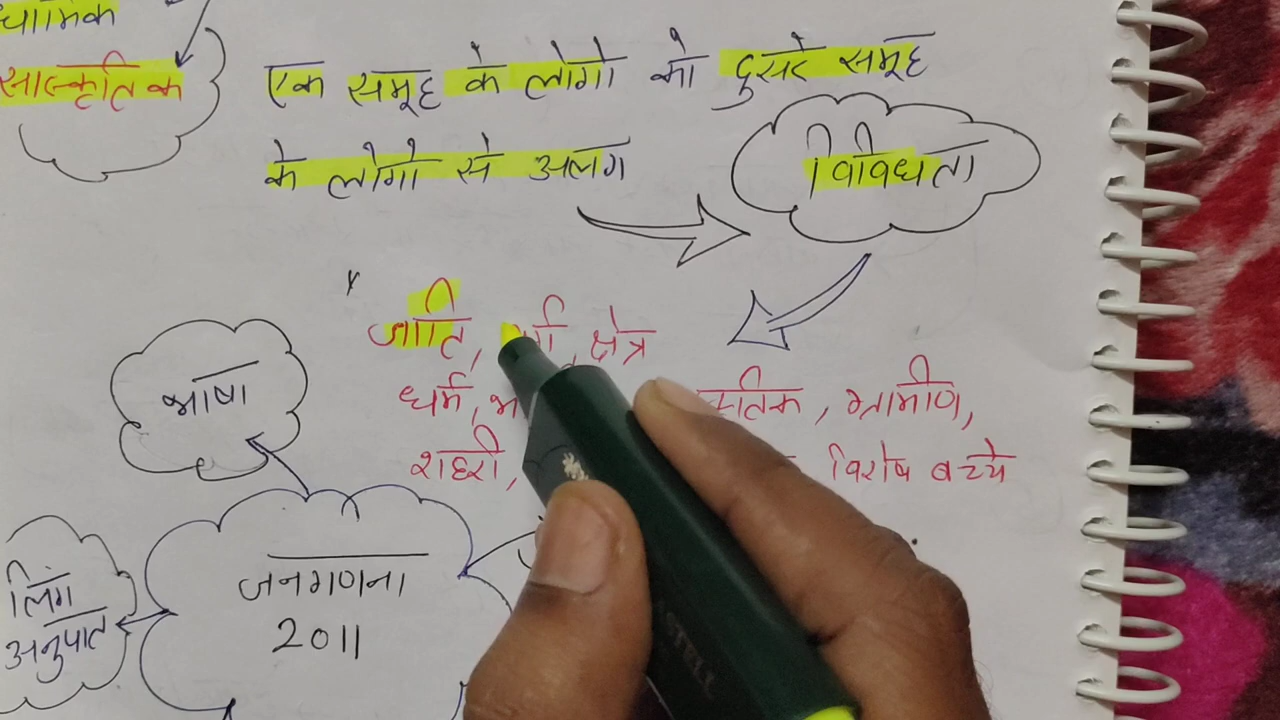 धार्मिक
सांस्कृतिक
एक समूह के लोगो को दुसरे समूह
के लोगो से अलग
विविधता
जाति, क्षेत्र
धर्म, ग्रामीण,
शहरी, विशेष बच्चे
भाषा
जनगणना
2011
लिंग
अनुपात